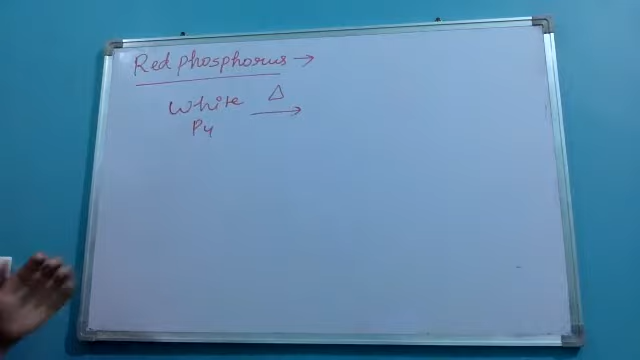 Red phosphorus →
White Δ →
P4